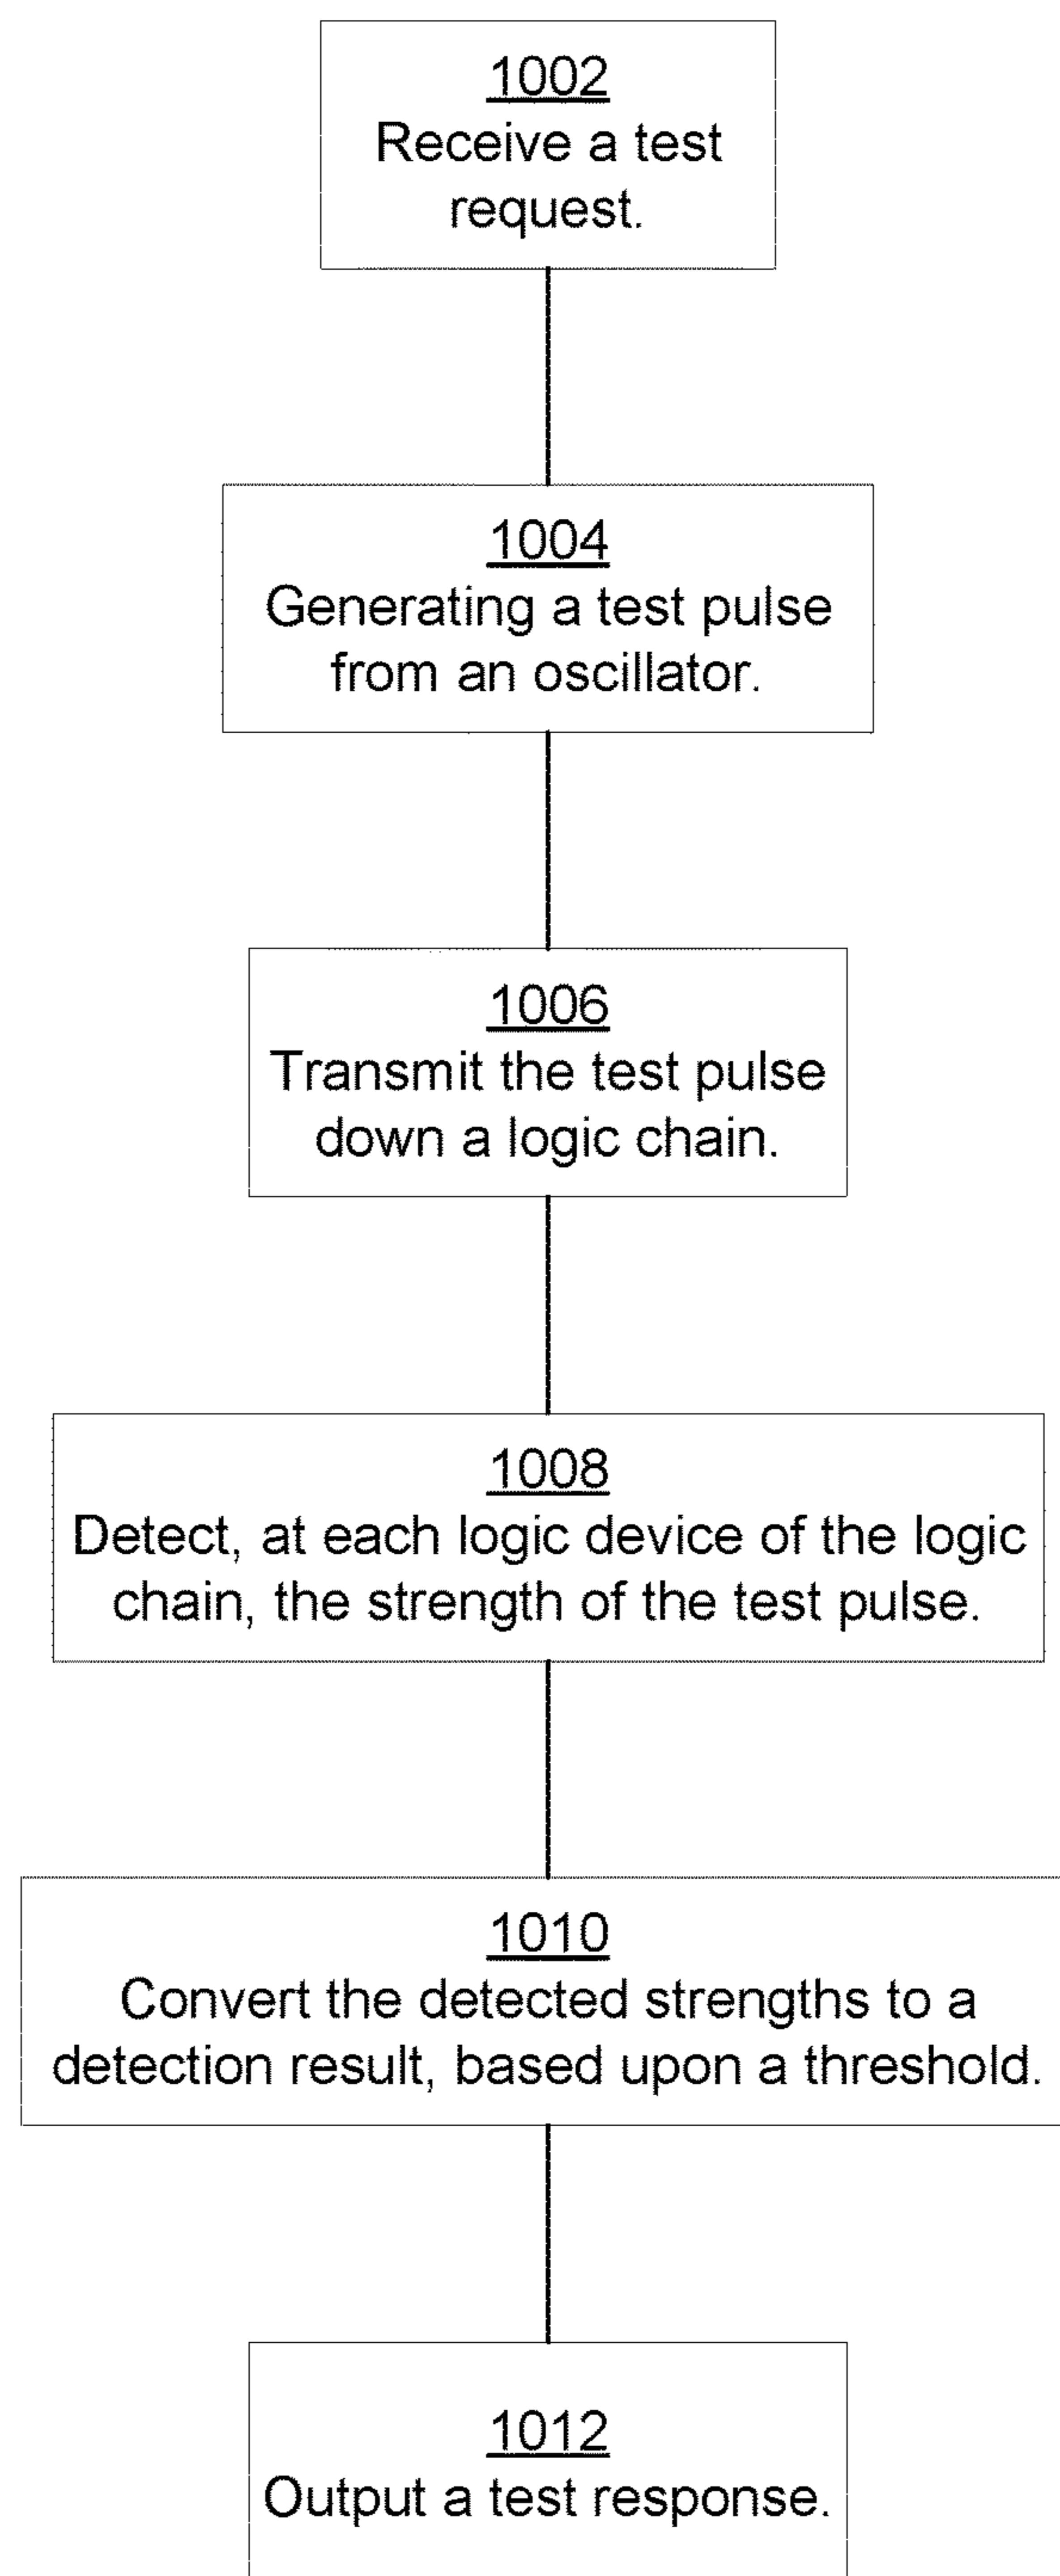 1002
Receive a test
request.
1004
Generating a test pulse
from an oscillator.
1006
Transmit the test pulse
down a logic chain.
1008
Detect, at each logic device of the logic
chain, the strength of the test pulse.
1010
Convert the detected strengths to a
detection result, based upon a threshold.
1012
Output a test response.